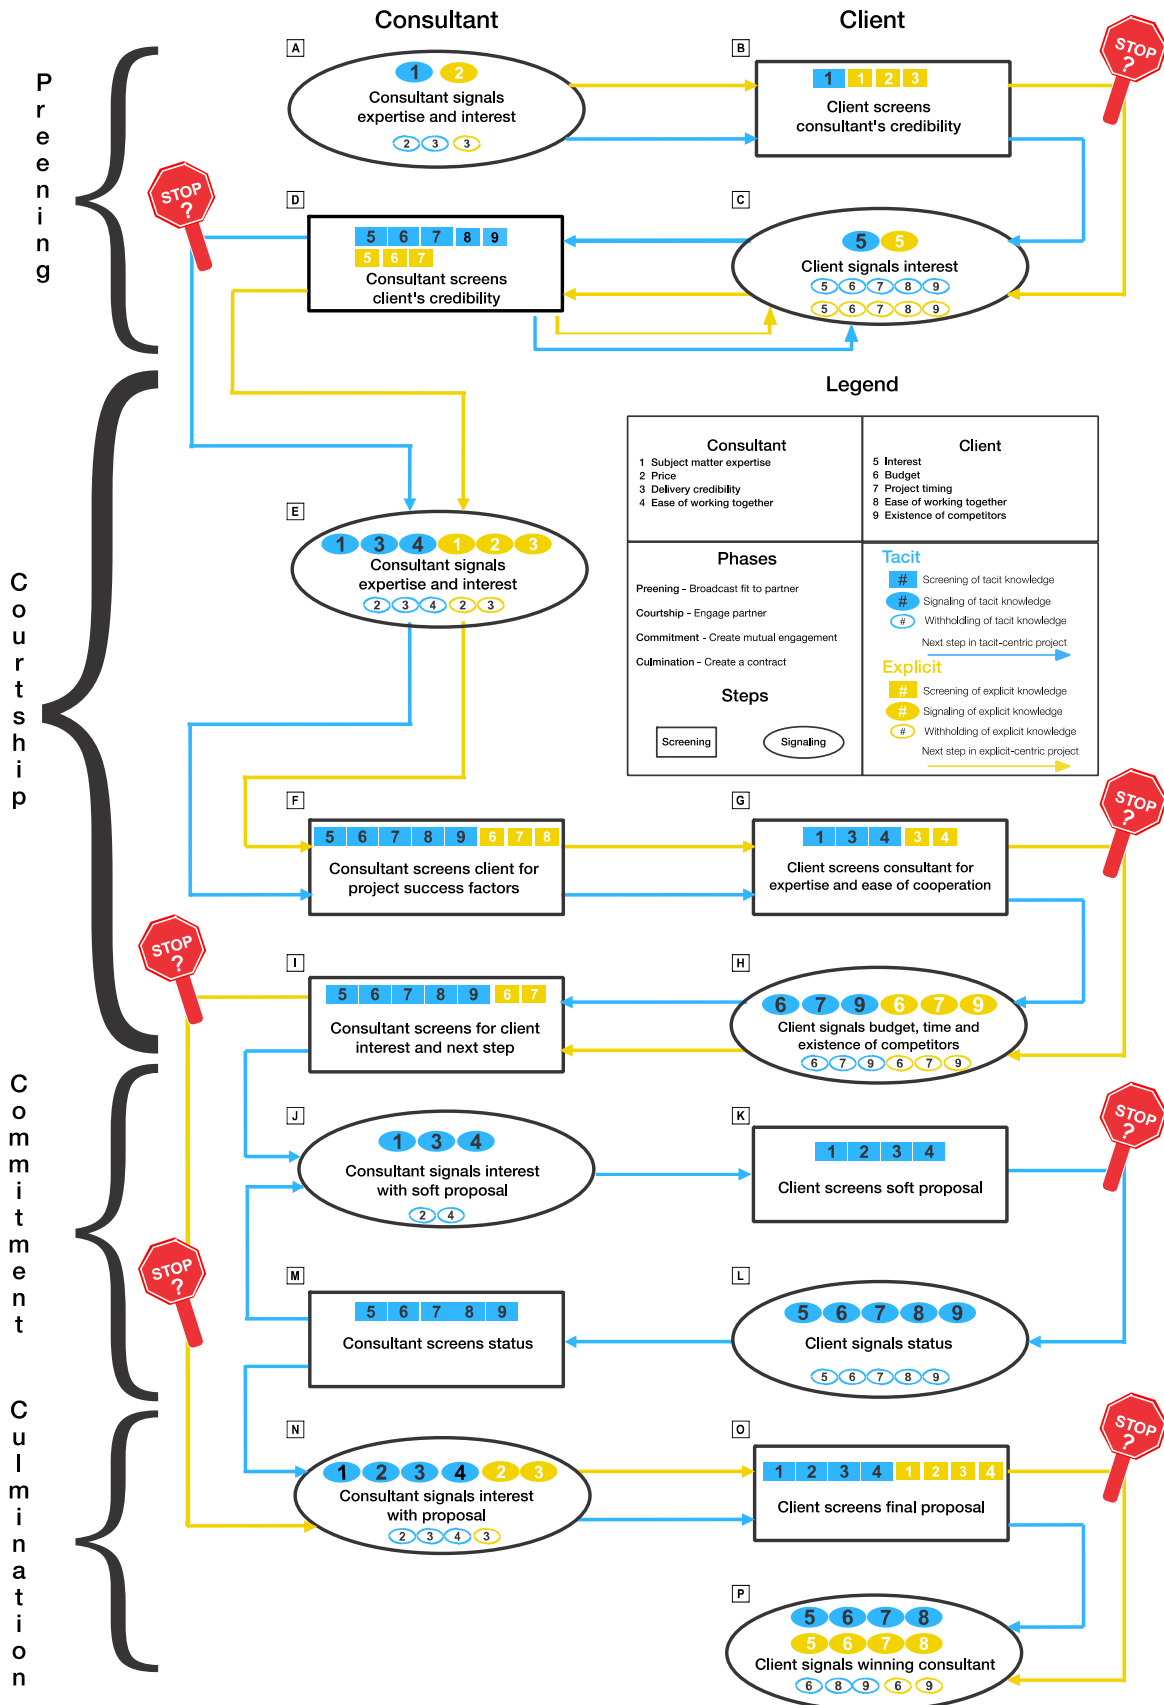 Consultant
Client
Preening
A
1 2
Consultant signals
expertise and interest
2 3 3
B
1 1 2 3
Client screens
consultant's credibility
STOP
?
STOP
?
D
5 6 7 8 9
5 6 7
Consultant screens
client's credibility
C
5 5
Client signals interest
5 6 7 8 9
5 6 7 8 9
Courtship
Legend
Consultant
1 Subject matter expertise
2 Price
3 Delivery credibility
4 Ease of working together
Client
5 Interest
6 Budget
7 Project timing
8 Ease of working together
9 Existence of competitors
Phases
Preening – Broadcast fit to partner
Courtship – Engage partner
Commitment – Create mutual engagement
Culmination – Create a contract
Steps
Screening
Signaling
Tacit
# Screening of tacit knowledge
# Signaling of tacit knowledge
# Withholding of tacit knowledge
Next step in tacit-centric project
Explicit
# Screening of explicit knowledge
# Signaling of explicit knowledge
# Withholding of explicit knowledge
Next step in explicit-centric project
E
1 3 4 1 2 3
Consultant signals
expertise and interest
2 3 4 2 3
F
5 6 7 8 9 6 7 8
Consultant screens client for
project success factors
G
1 3 4 3 4
Client screens consultant for
expertise and ease of cooperation
STOP
?
STOP
?
I
5 6 7 8 9 6 7
Consultant screens for client
interest and next step
H
6 7 9 6 7 9
Client signals budget, time and
existence of competitors
6 7 9 6 7 9
Commitment
J
1 3 4
Consultant signals interest
with soft proposal
2 4
K
1 2 3 4
Client screens soft proposal
STOP
?
STOP
?
M
5 6 7 8 9
Consultant screens status
L
5 6 7 8 9
Client signals status
5 6 7 8 9
Culmination
N
1 2 3 4 2 3
Consultant signals interest
with proposal
2 3 4 3
O
1 2 3 4 1 2 3 4
Client screens final proposal
STOP
?
P
5 6 7 8
5 6 7 8
Client signals winning consultant
6 8 9 6 9